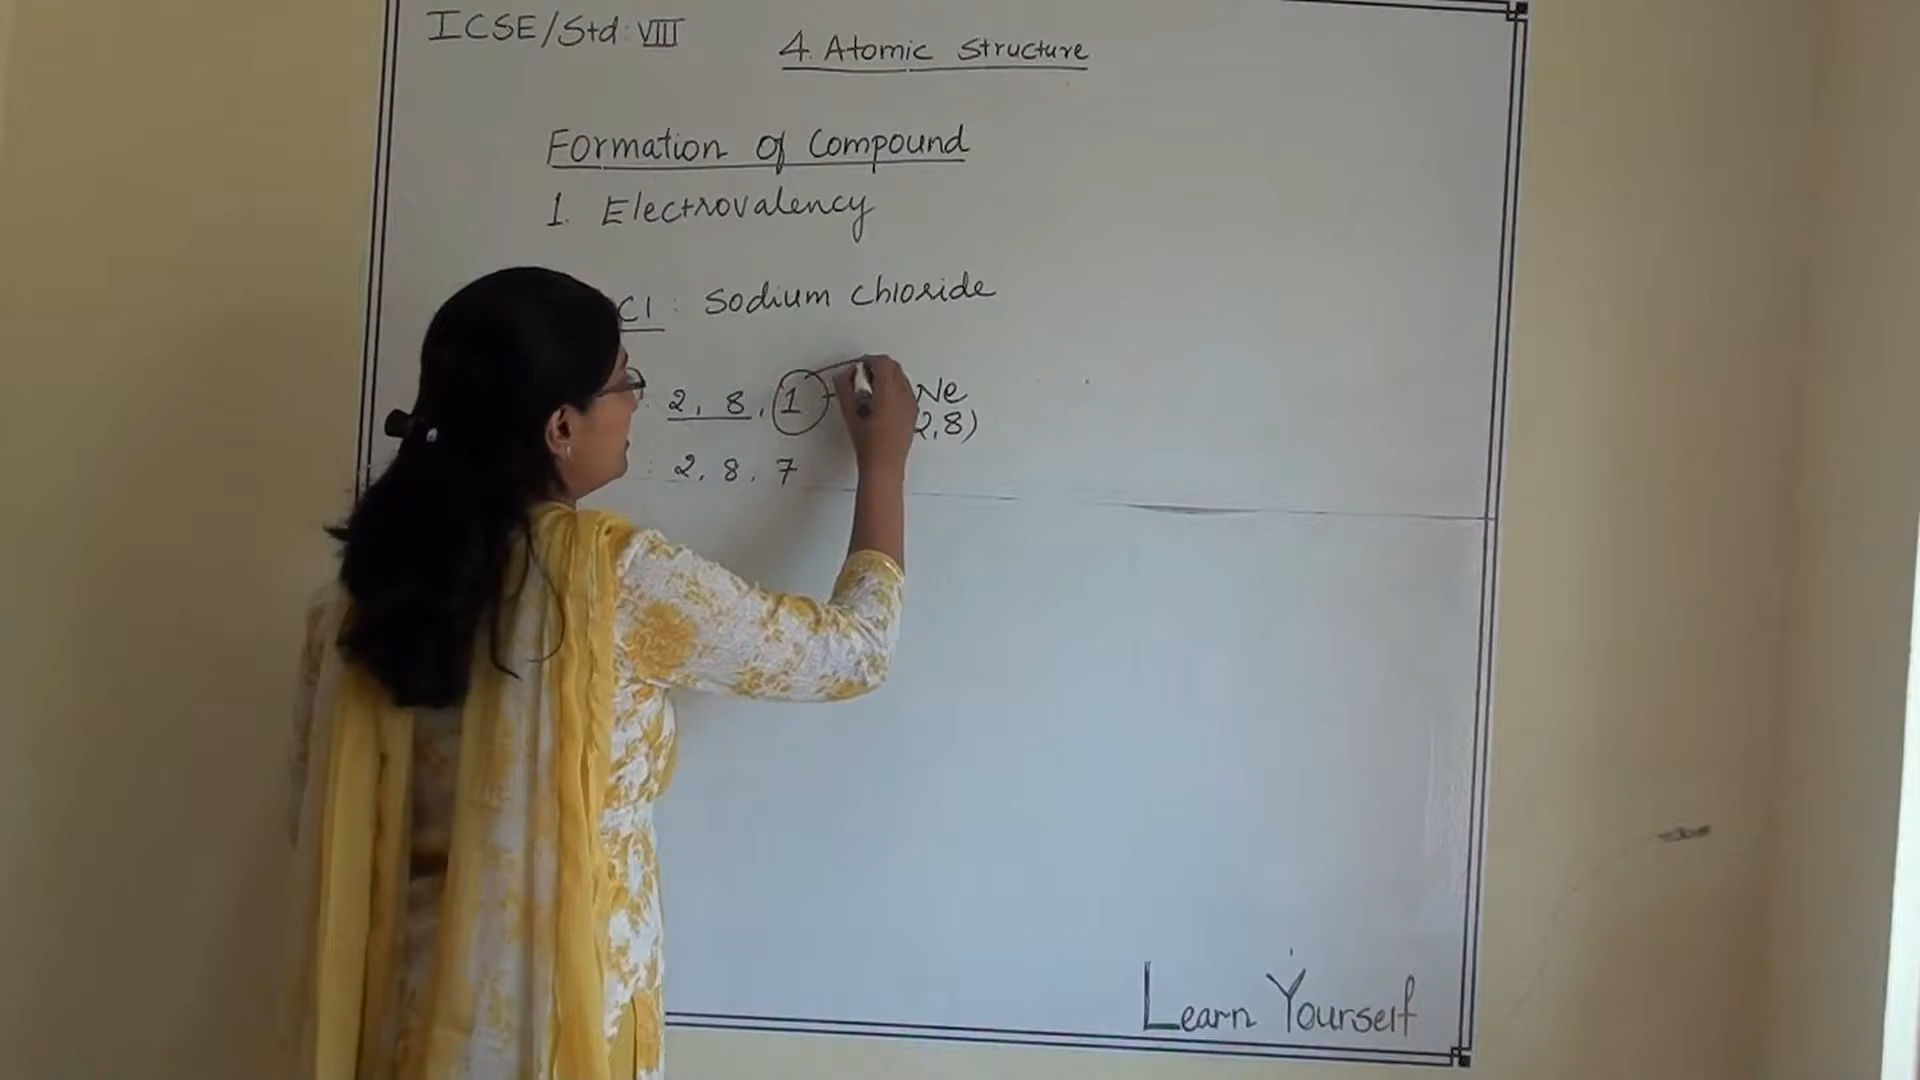 ICSE/Std: VIII
4. Atomic Structure
Formation of Compound
1. Electrovalency
Cl : Sodium Chloride
: 2, 8, 1
Ne
2,8)
: 2, 8, 7
Learn Yourself